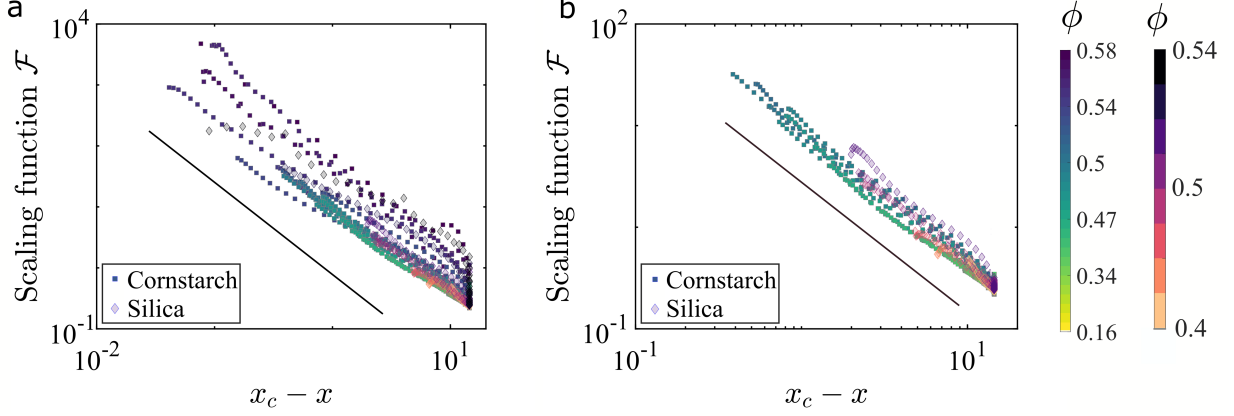 a
10^4
Scaling function ℱ
10^-1
Cornstarch
Silica
10^-2
10^1
x_c − x
b
10^2
Scaling function ℱ
10^-1
Cornstarch
Silica
10^-1
10^1
x_c − x
ϕ
0.58
0.54
0.5
0.47
0.34
0.16
ϕ
0.54
0.5
0.4